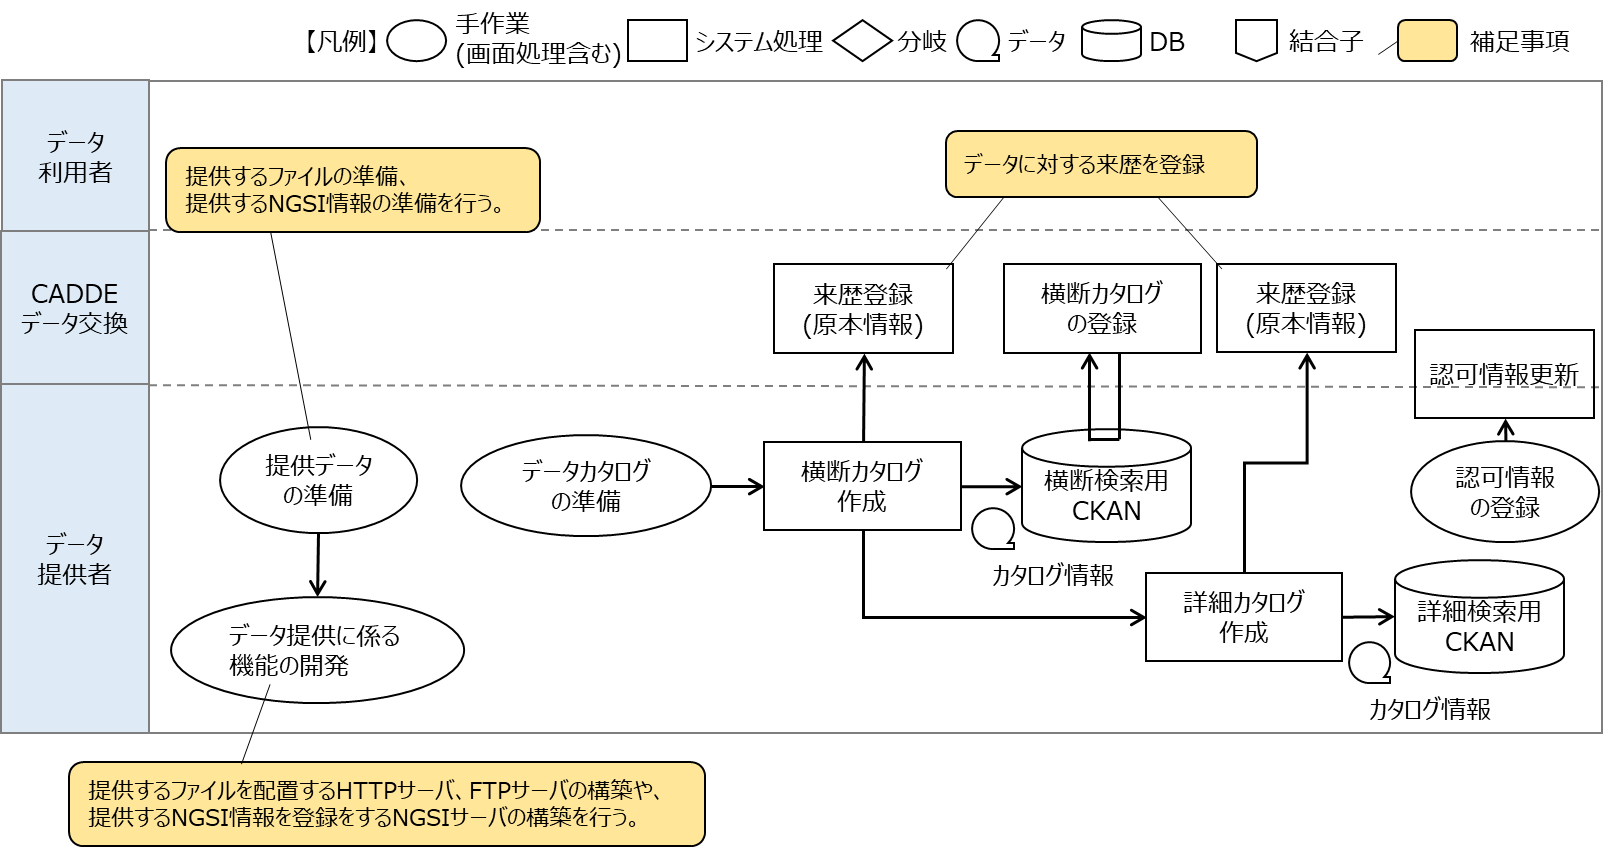 【凡例】
手作業
(画面処理含む)
システム処理
分岐
データ
DB
結合子
補足事項
データ
利用者
提供するファイルの準備、
提供するNGSI情報の準備を行う。
データに対する来歴を登録
CADDE
データ交換
来歴登録
(原本情報)
横断カタログ
の登録
来歴登録
(原本情報)
認可情報更新
データ
提供者
提供データ
の準備
データカタログ
の準備
横断カタログ
作成
横断検索用
CKAN
カタログ情報
認可情報
の登録
データ提供に係る
機能の開発
詳細カタログ
作成
詳細検索用
CKAN
カタログ情報
提供するファイルを配置するHTTPサーバ、FTPサーバの構築や、
提供するNGSI情報を登録をするNGSIサーバの構築を行う。